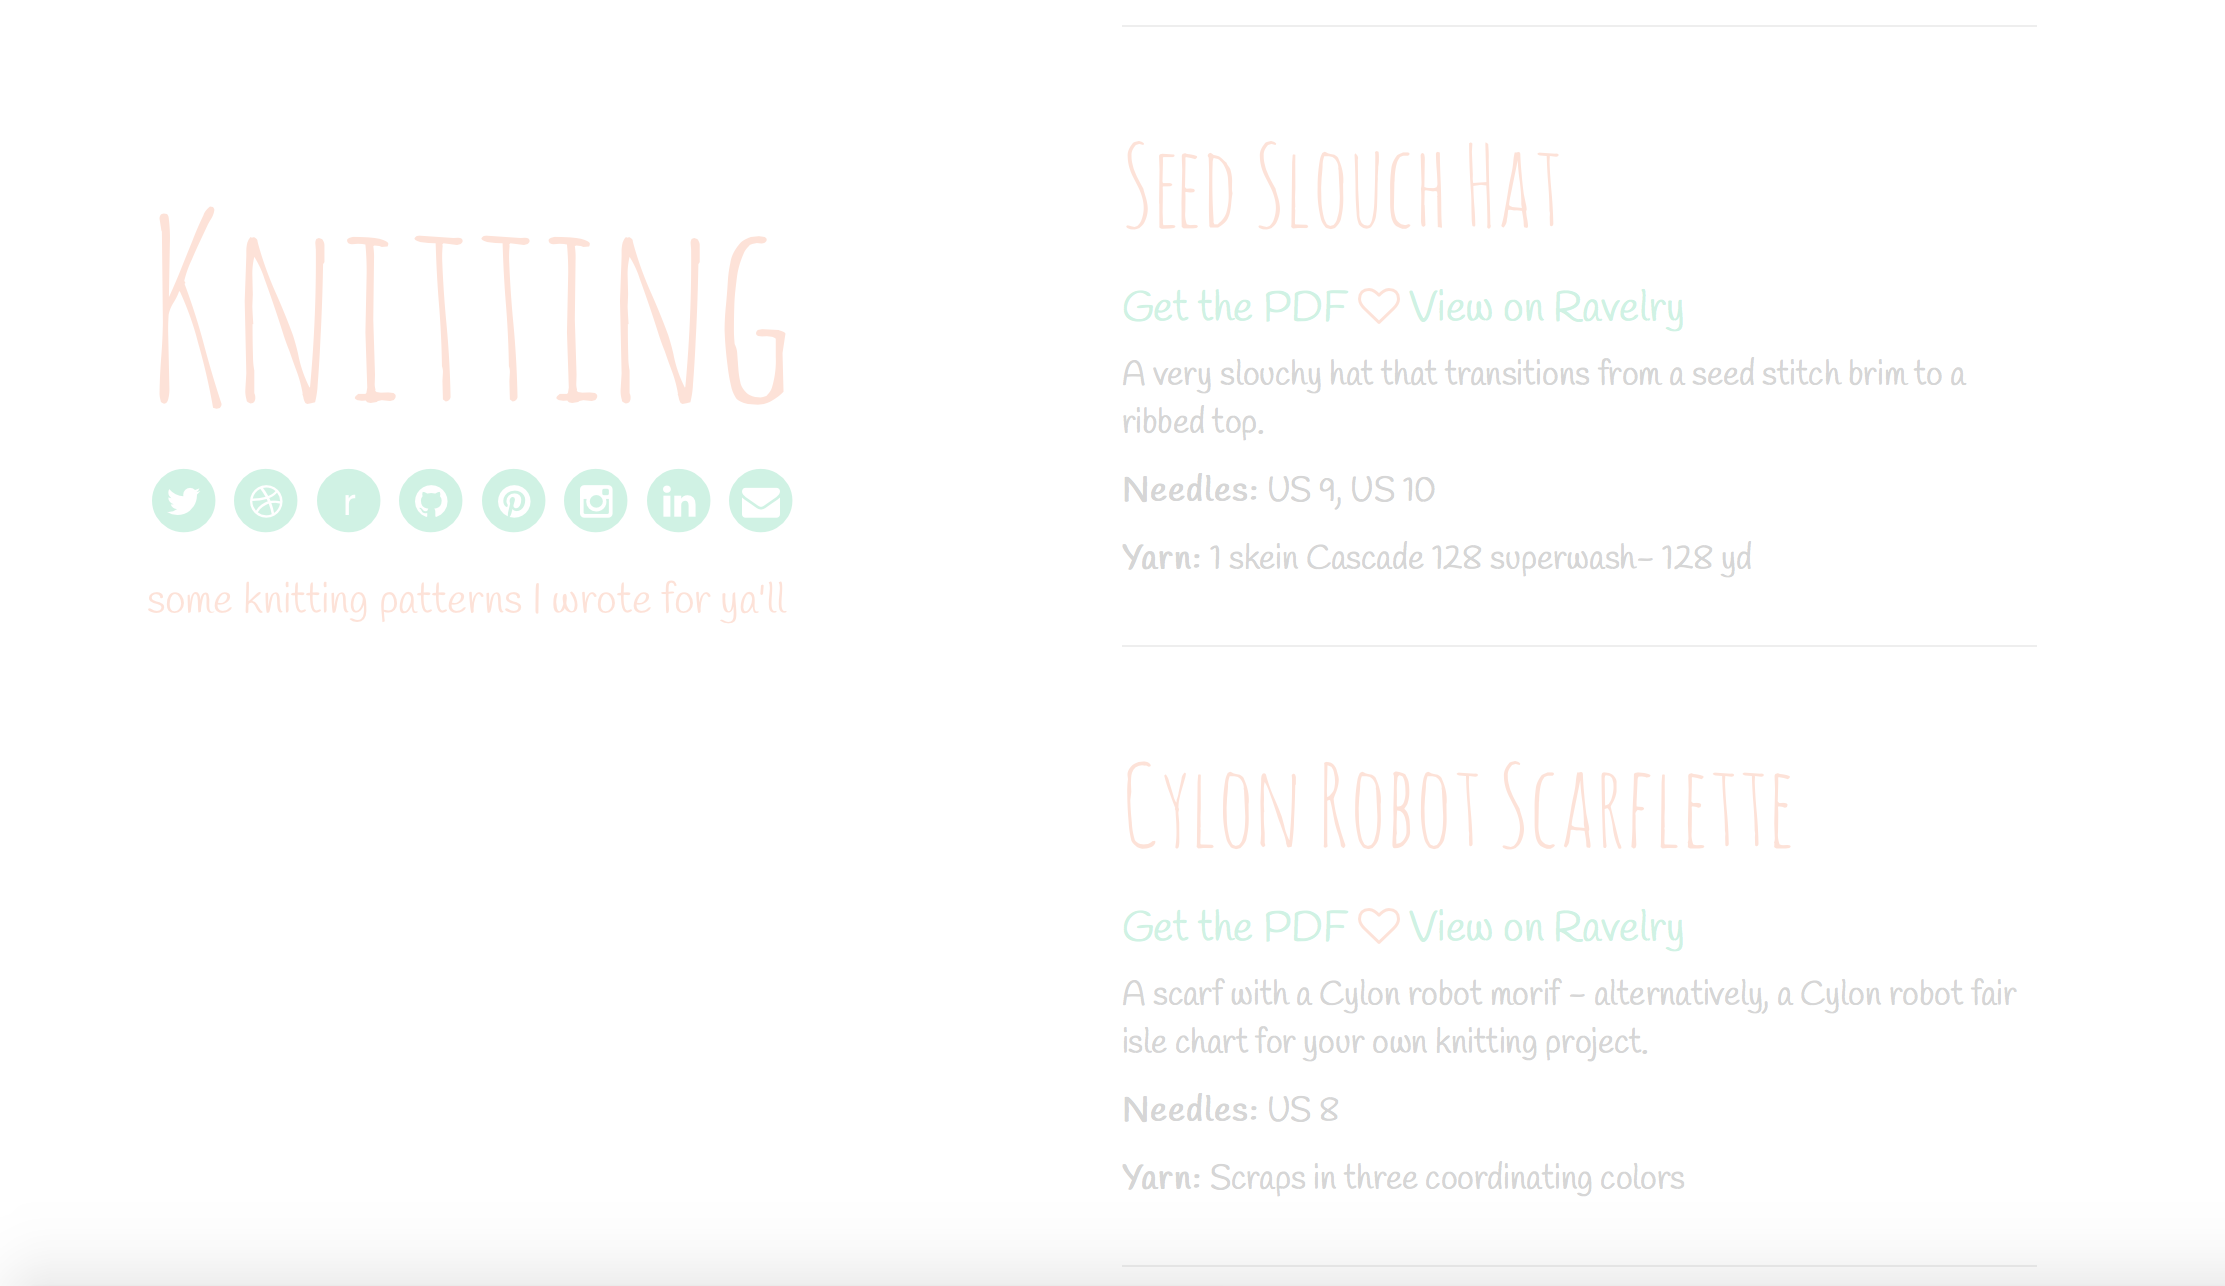 Knitting
r
some knitting patterns I wrote for ya'll
Seed Slouch Hat
Get the PDF ♡ View on Ravelry
A very slouchy hat that transitions from a seed stitch brim to a
ribbed top.
Needles: US 9, US 10
Yarn: 1 skein Cascade 128 superwash- 128 yd
Cylon Robot Scarflette
Get the PDF ♡ View on Ravelry
A scarf with a Cylon robot morif - alternatively, a Cylon robot fair
isle chart for your own knitting project.
Needles: US 8
Yarn: Scraps in three coordinating colors